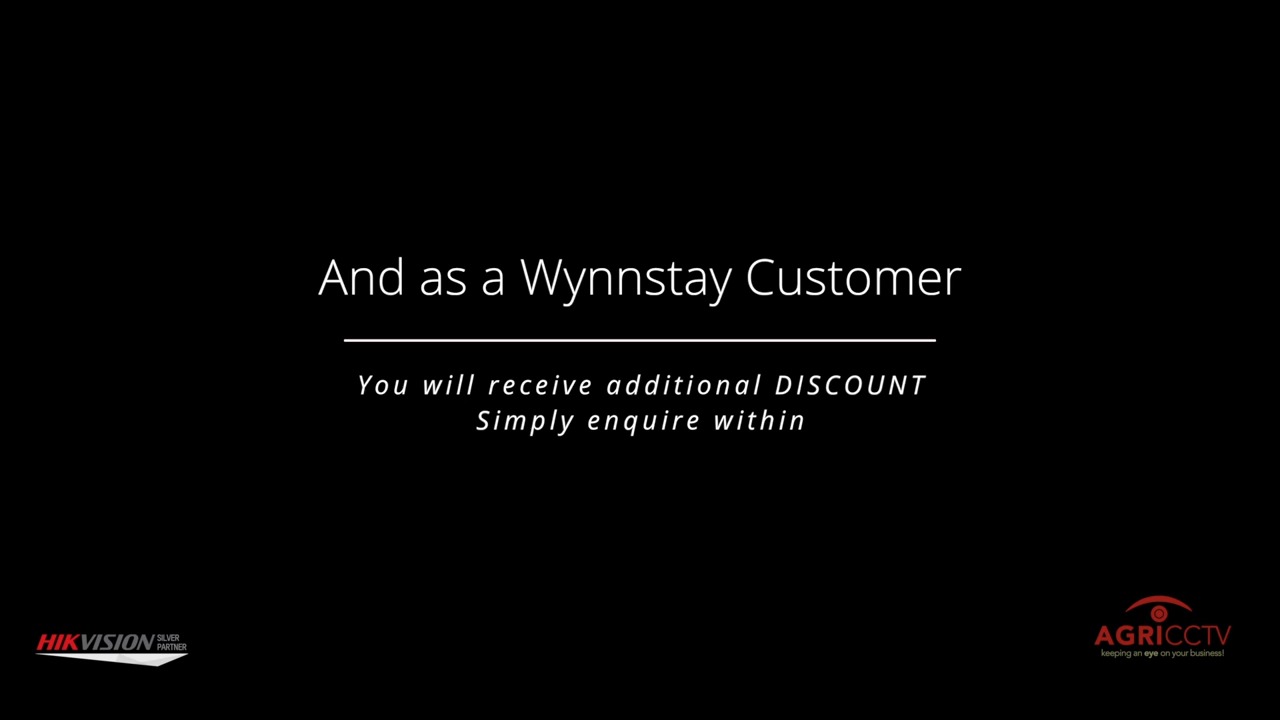 And as a Wynnstay Customer
You will receive additional DISCOUNT
Simply enquire within
HIKVISION SILVER PARTNER
AGRICCTV
keeping an eye on your business!